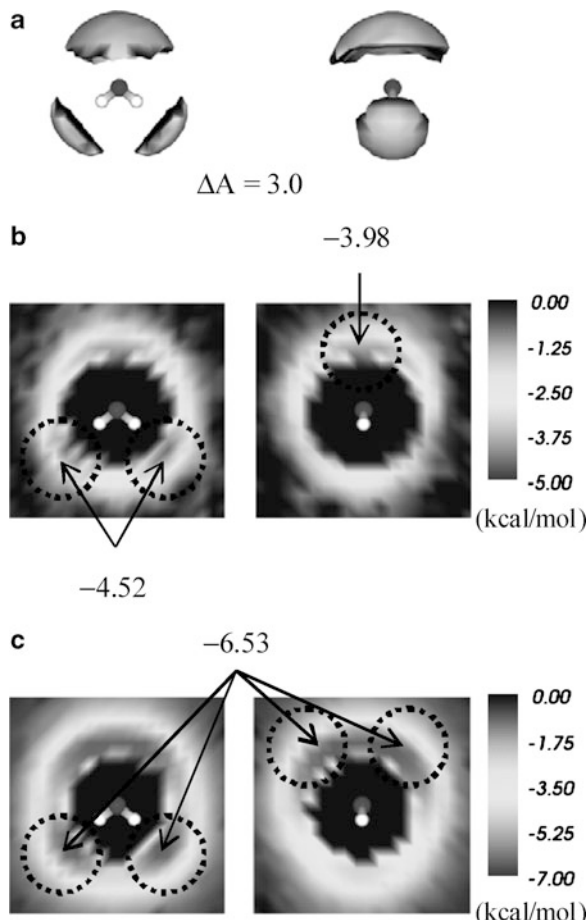 a
ΔA = 3.0
b
−3.98
0.00
-1.25
-2.50
-3.75
-5.00
(kcal/mol)
−4.52
c
−6.53
0.00
-1.75
-3.50
-5.25
-7.00
(kcal/mol)